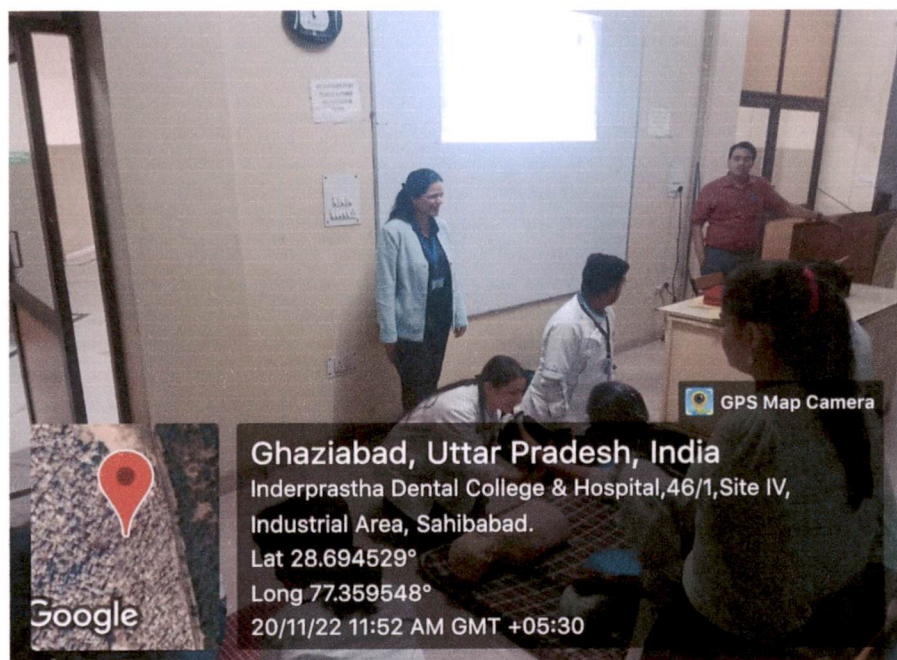 GPS Map Camera
Ghaziabad, Uttar Pradesh, India
Inderprastha Dental College & Hospital,46/1,Site IV,
Industrial Area, Sahibabad.
Lat 28.694529°
Long 77.359548°
20/11/22 11:52 AM GMT +05:30
Google